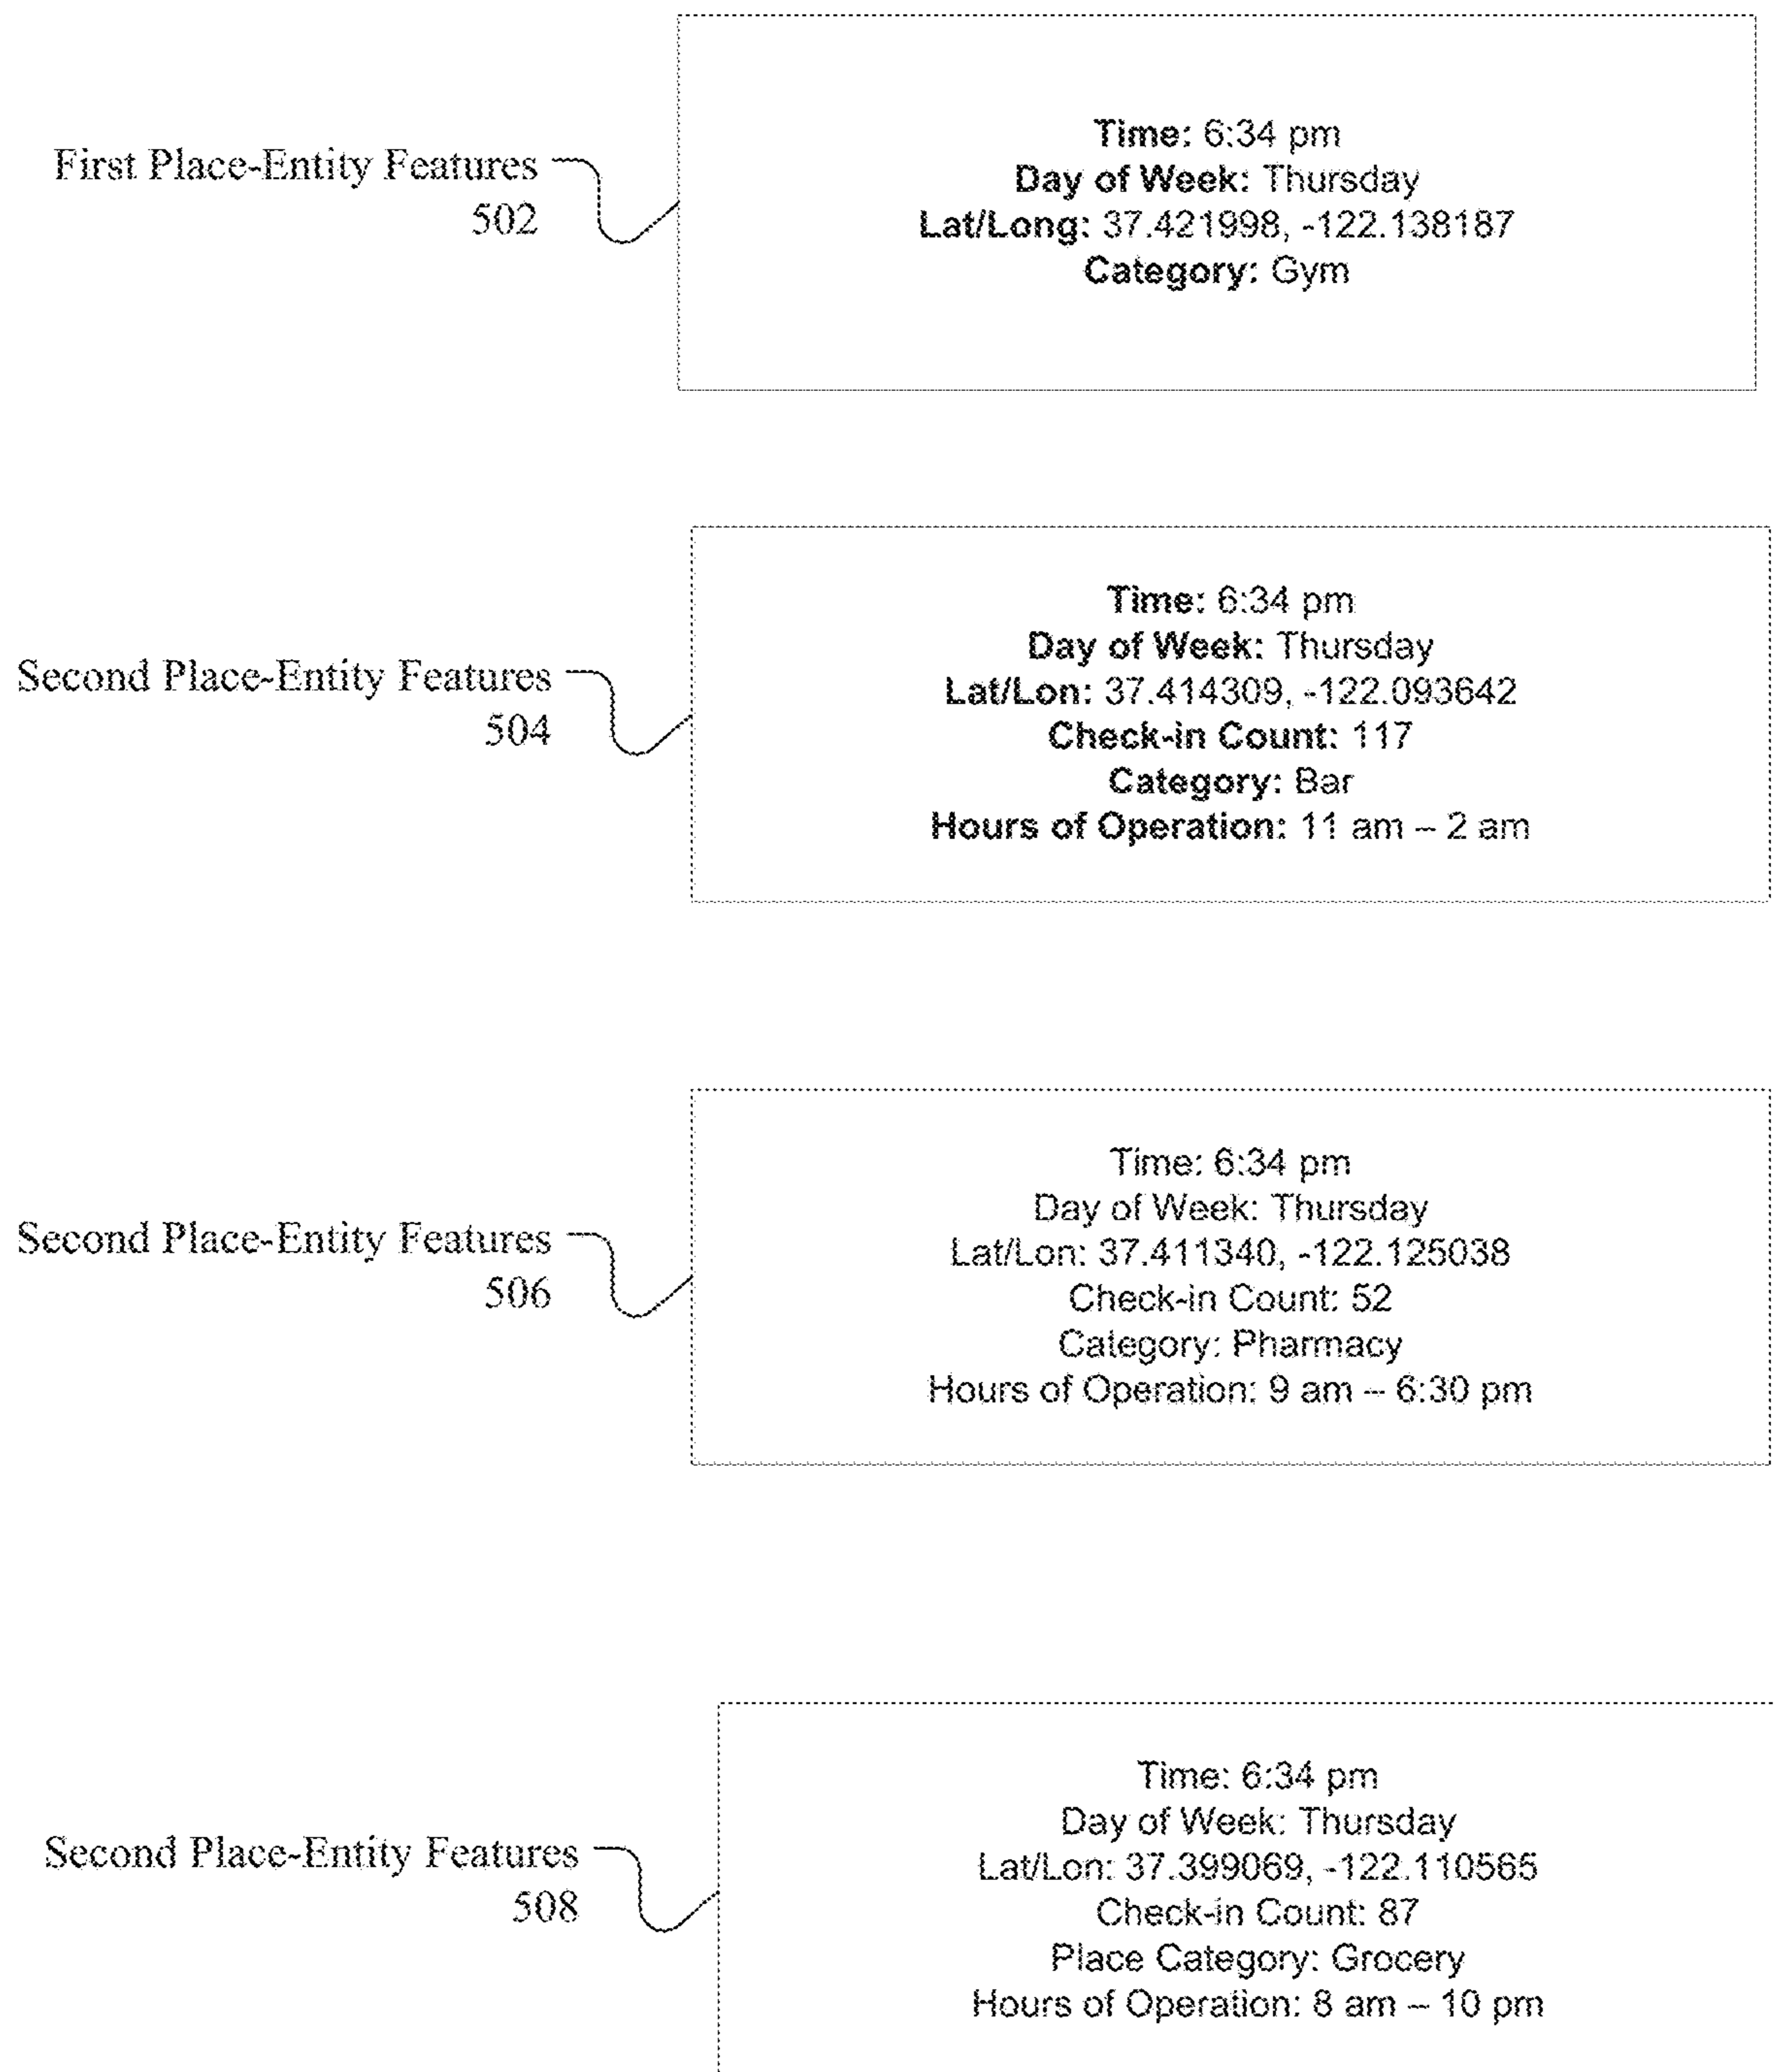 Time: 6:34 pm
First Place-Entity Features
Day of Week: Thursday
502
Lat/Long: 37.421998, -122.138187
Category: Gym
Time: 6:34 pm
Day of Week: Thursday
Second Place-Entity Features
Lat/Lon: 37.414309, -122.093642
504
Check-in Count: 117
Category: Bar
Hours of Operation: 11 am – 2 am
Time: 6:34 pm
Day of Week: Thursday
Second Place-Entity Features
Lat/Lon: 37.411340, -122.125038
506
Check-in Count: 52
Category: Pharmacy
Hours of Operation: 9 am – 6:30 pm
Time: 6:34 pm
Day of Week: Thursday
Second Place-Entity Features
Lat/Lon: 37.399069, -122.110565
508
Check-in Count: 87
Place Category: Grocery
Hours of Operation: 8 am – 10 pm